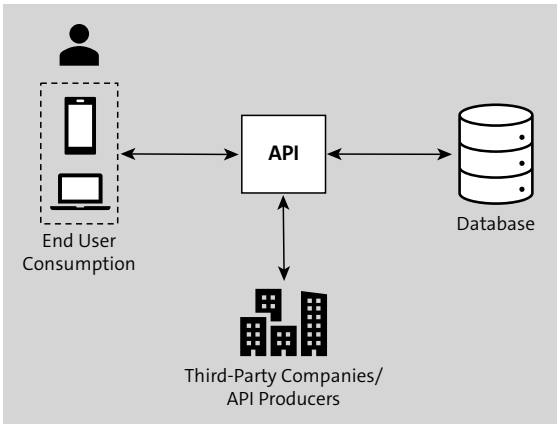 API
End User
Consumption
Database
Third-Party Companies/
API Producers